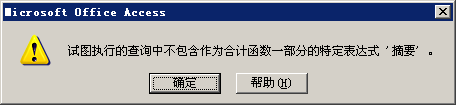 Microsoft Office Access
试图执行的查询中不包含作为合计函数一部分的特定表达式 '摘要' 。
确定
帮助(H)